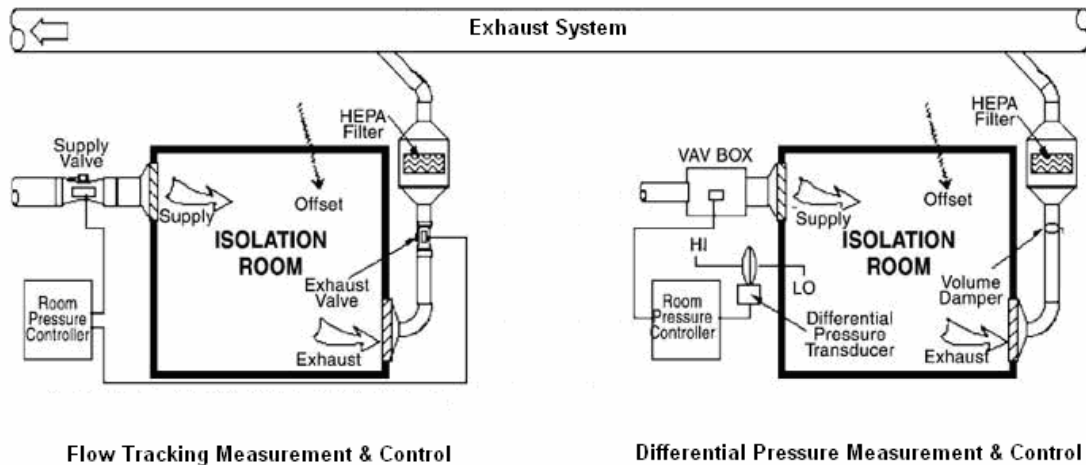 Exhaust System
HEPA
Filter
Supply
Valve
Supply
Offset
ISOLATION
ROOM
Exhaust
Valve
Room
Pressure
Controller
Exhaust
Flow Tracking Measurement & Control
HEPA
Filter
VAV BOX
Supply
Offset
ISOLATION
ROOM
HI
LO
Volume
Damper
Room
Pressure
Controller
Differential
Pressure
Transducer
Exhaust
Differential Pressure Measurement & Control